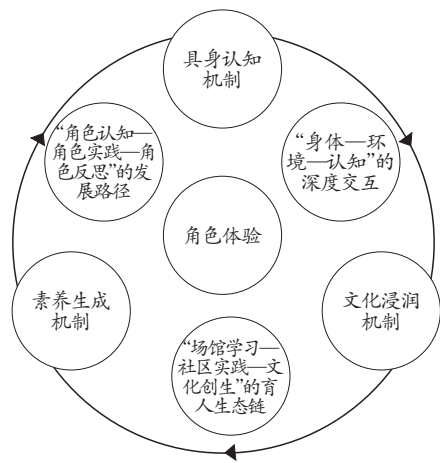 具身认知
机制
“角色认知—
角色实践—角
色反思”的发
展路径
“身体—环
境—认知”的
深度交互
角色体验
素养生成
机制
文化浸润
机制
“场馆学习—
社区实践—文
化创生”的育
人生态链